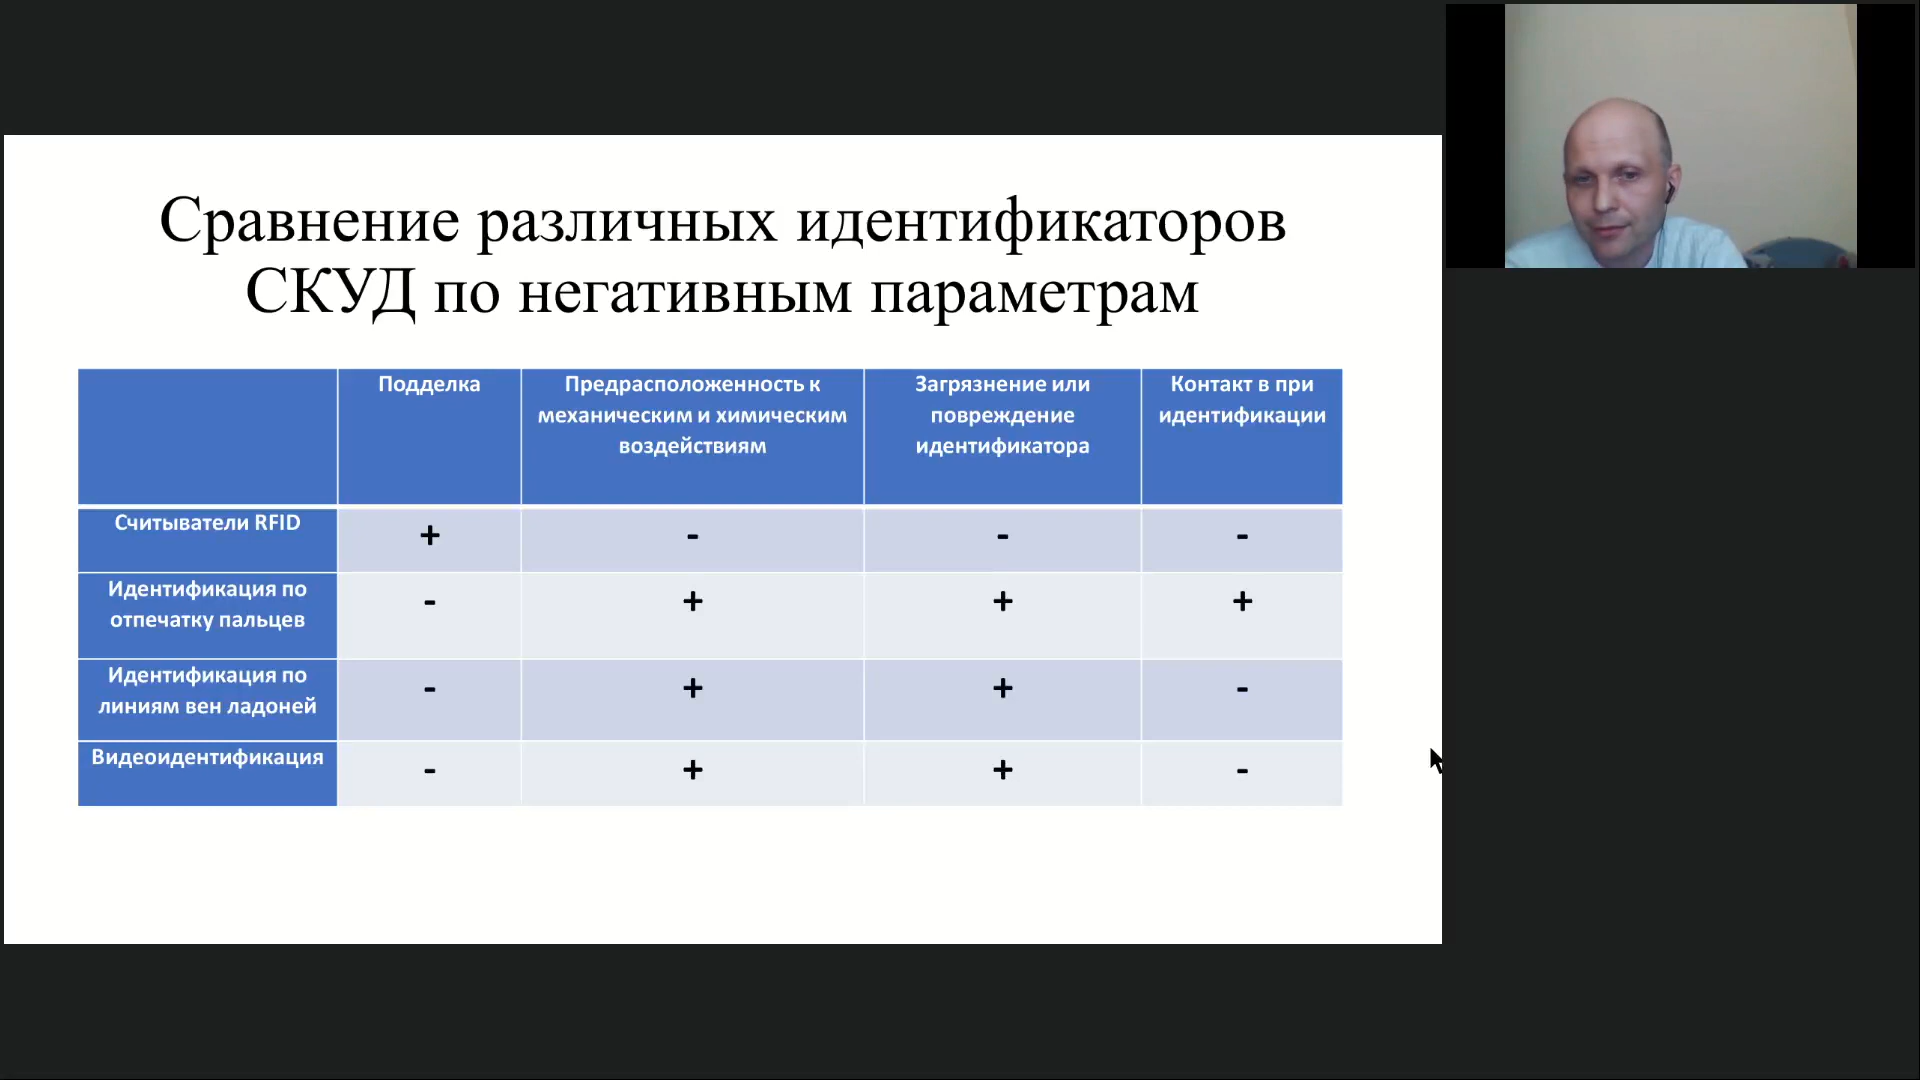 Сравнение различных идентификаторов
СКУД по негативным параметрам
Подделка
Предрасположенность к
механическим и химическим
воздействиям
Загрязнение или
повреждение
идентификатора
Контакт в при
идентификации
Считыватели RFID
+ - - -
Идентификация по
отпечатку пальцев
- + + +
Идентификация по
линиям вен ладоней
- + + -
Видеоидентификация
- + + -